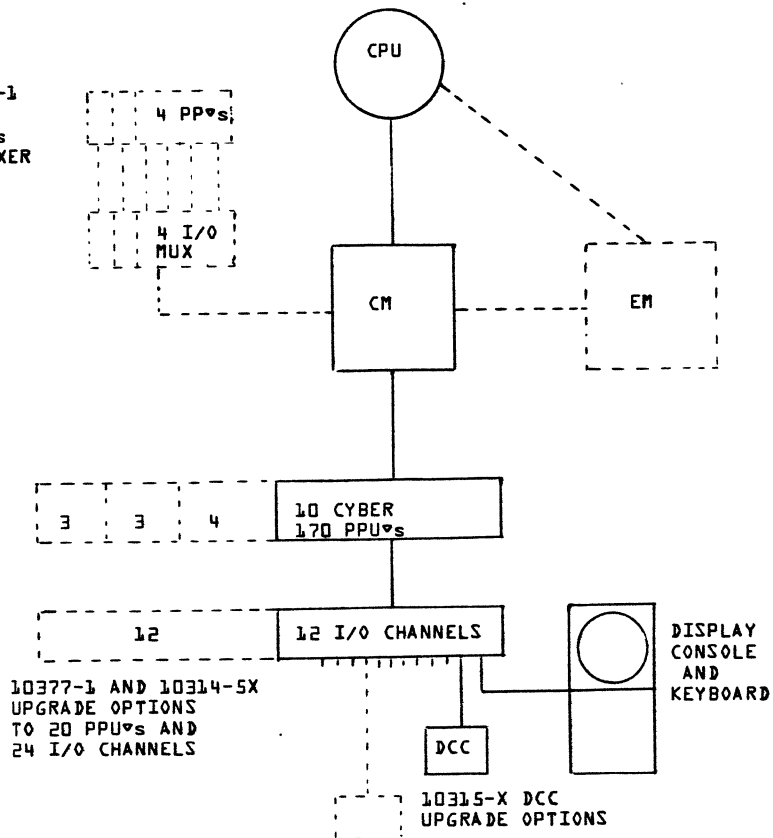 CPU
-1
4 PP▿s
s
XER
4 I/O
MUX
CM
EM
3 3 4
10 CYBER
170 PPU▿s
12
12 I/O CHANNELS
DISPLAY
CONSOLE
AND
KEYBOARD
10377-1 AND 10314-5X
UPGRADE OPTIONS
TO 20 PPU▿s AND
24 I/O CHANNELS
DCC
10315-X DCC
UPGRADE OPTIONS